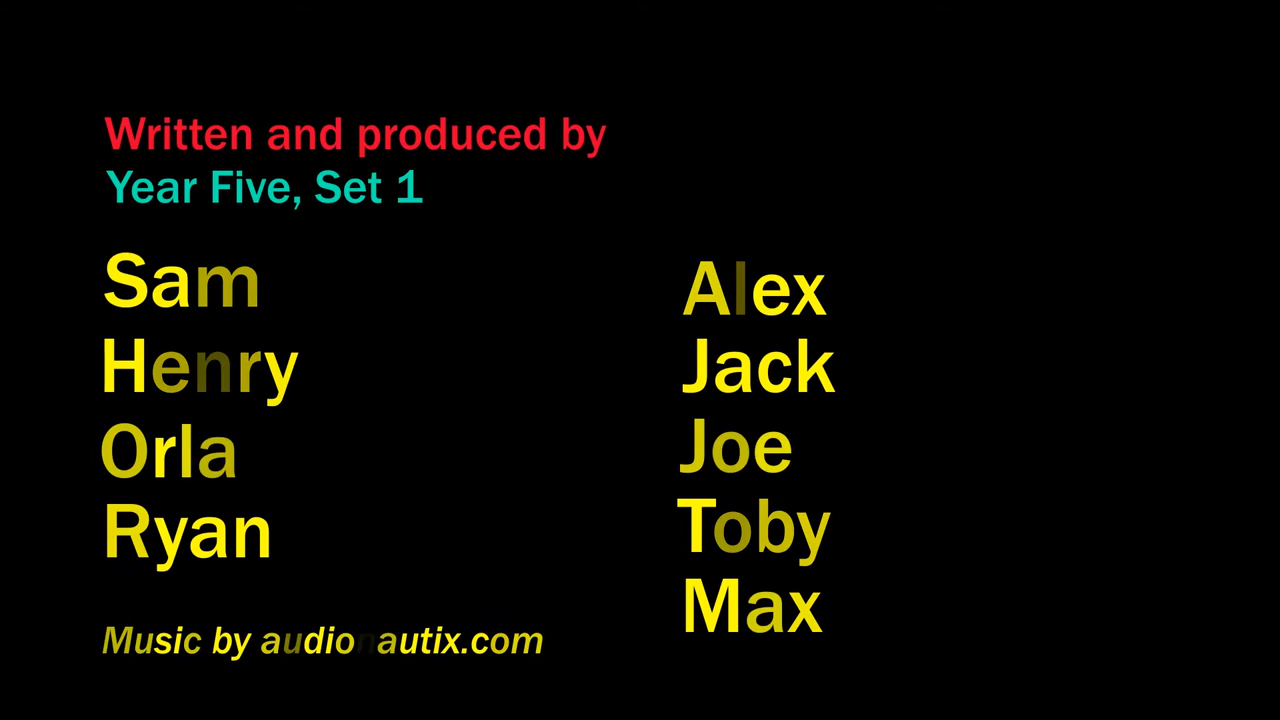 Written and produced by
Year Five, Set 1
Sam
Henry
Orla
Ryan
Alex
Jack
Joe
Toby
Max
Music by audionautix.com